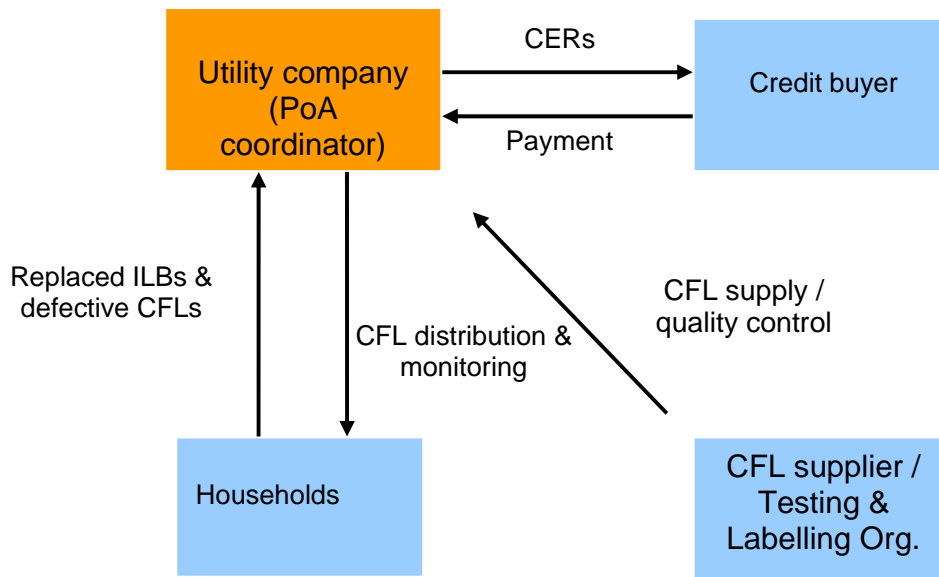 CERs
Utility company
(PoA
coordinator)
Credit buyer
Payment
Replaced ILBs &
defective CFLs
CFL distribution &
monitoring
CFL supply /
quality control
Households
CFL supplier /
Testing &
Labelling Org.